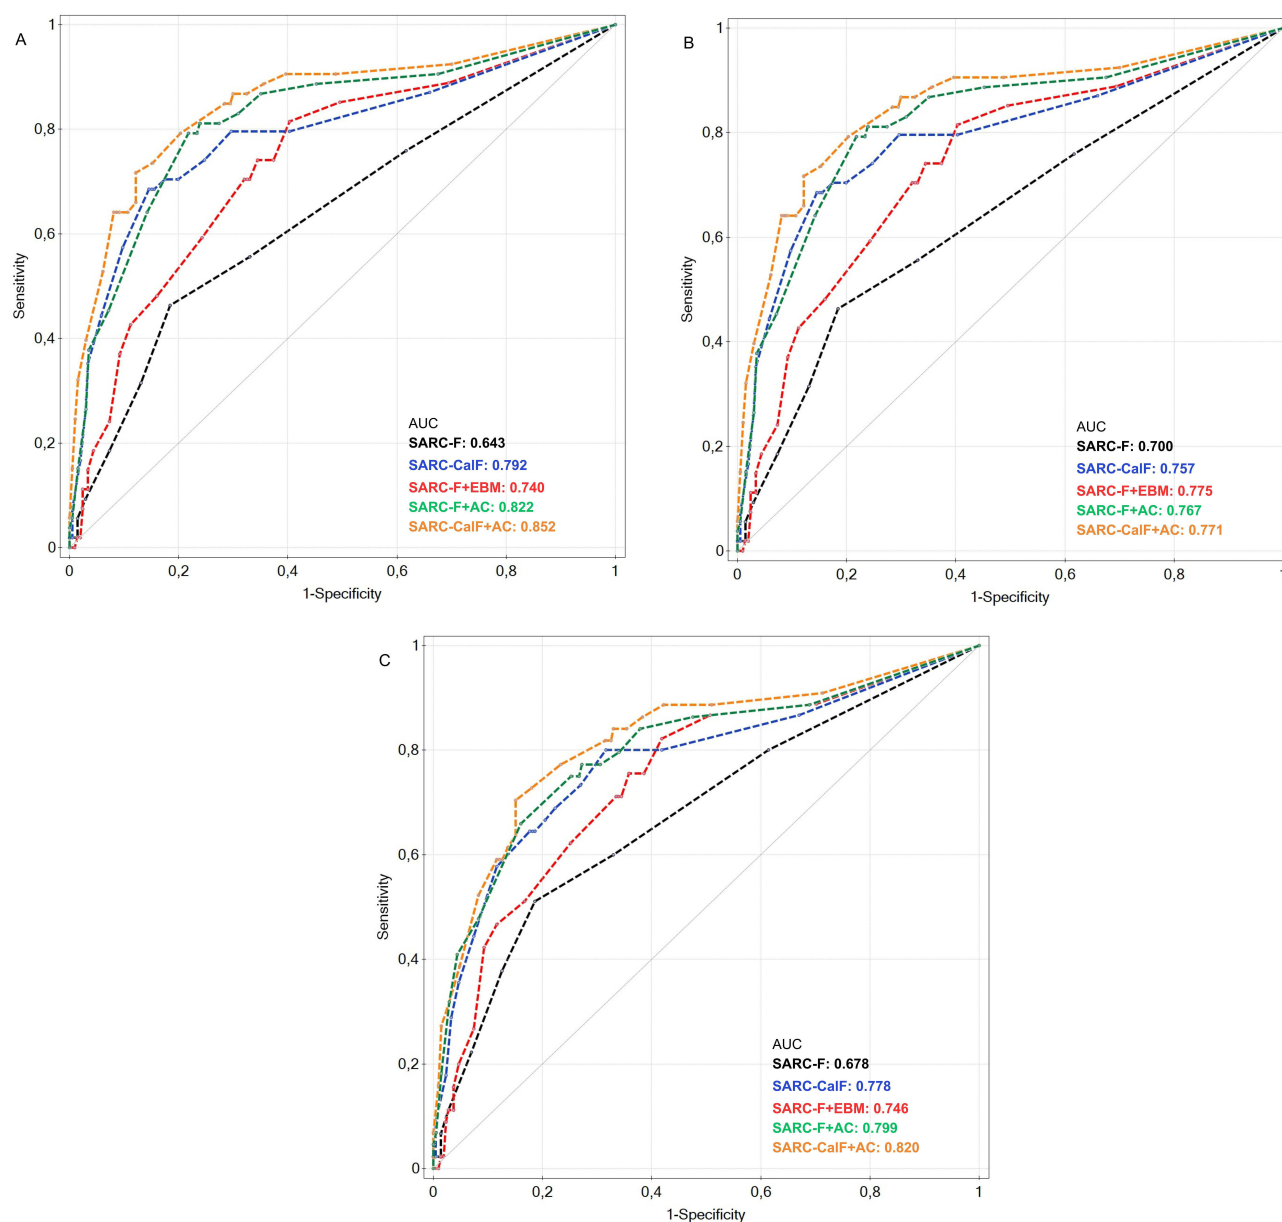 A
1
0,8
0,6
0,4
0,2
0
Sensitivity
0
0,2
0,4
0,6
0,8
1
1-Specificity
AUC
SARC-F: 0.643
SARC-CalF: 0.792
SARC-F+EBM: 0.740
SARC-F+AC: 0.822
SARC-CalF+AC: 0.852
B
1
0,8
0,6
0,4
0,2
0
Sensitivity
0
0,2
0,4
0,6
0,8
1
1-Specificity
AUC
SARC-F: 0.700
SARC-CalF: 0.757
SARC-F+EBM: 0.775
SARC-F+AC: 0.767
SARC-CalF+AC: 0.771
C
1
0,8
0,6
0,4
0,2
0
Sensitivity
0
0,2
0,4
0,6
0,8
1
1-Specificity
AUC
SARC-F: 0.678
SARC-CalF: 0.778
SARC-F+EBM: 0.746
SARC-F+AC: 0.799
SARC-CalF+AC: 0.820